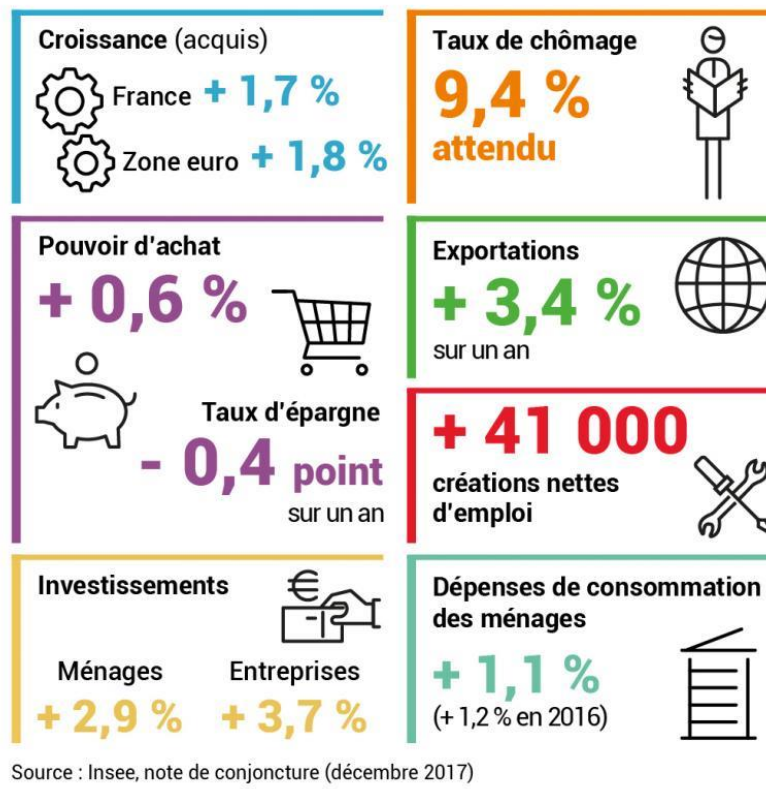 Croissance (acquis)
France + 1,7 %
Zone euro + 1,8 %
Taux de chômage
9,4 %
attendu
Pouvoir d'achat
+ 0,6 %
Taux d'épargne
- 0,4 point
sur un an
Exportations
+ 3,4 %
sur un an
+ 41 000
créations nettes
d'emploi
Investissements
€
Ménages
+ 2,9 %
Entreprises
+ 3,7 %
Dépenses de consommation
des ménages
+ 1,1 %
(+ 1,2 % en 2016)
Source : Insee, note de conjoncture (décembre 2017)